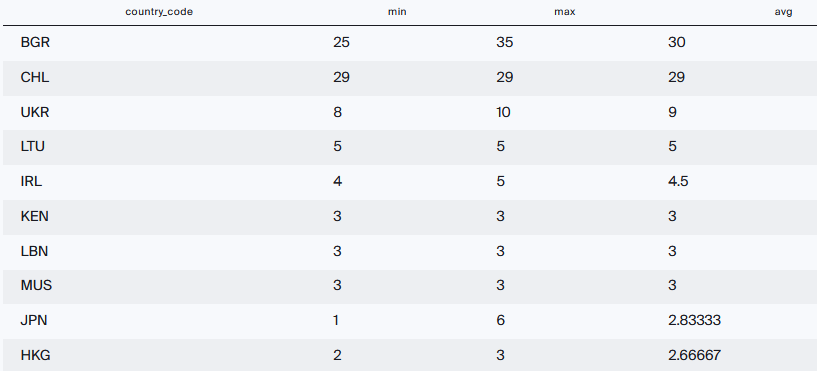 country_code min max avg
BGR 25 35 30
CHL 29 29 29
UKR 8 10 9
LTU 5 5 5
IRL 4 5 4.5
KEN 3 3 3
LBN 3 3 3
MUS 3 3 3
JPN 1 6 2.83333
HKG 2 3 2.66667